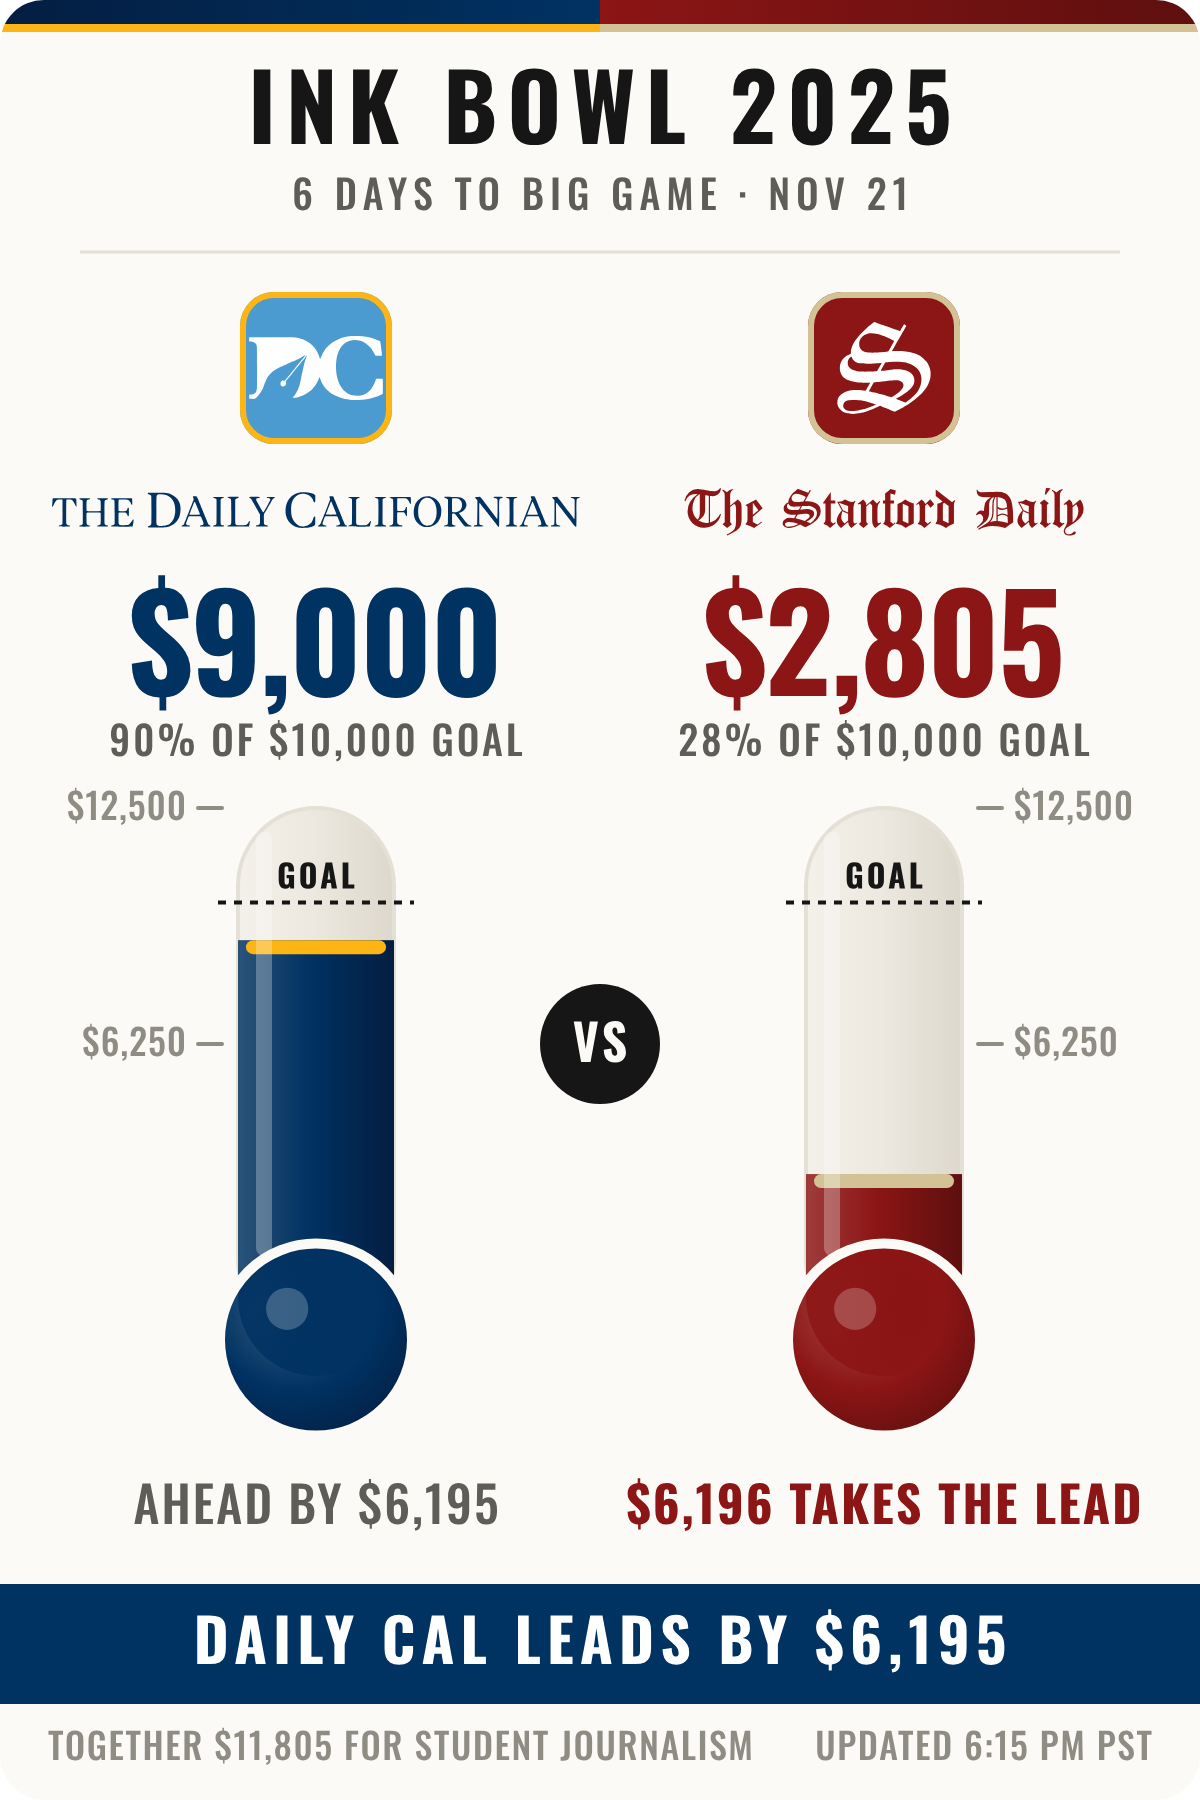 INK BOWL 2025
6 DAYS TO BIG GAME · NOV 21
DC
S
THE DAILY CALIFORNIAN
The Stanford Daily
$9,000
$2,805
90% OF $10,000 GOAL
28% OF $10,000 GOAL
$12,500
$12,500
GOAL
GOAL
$6,250
VS
$6,250
AHEAD BY $6,195
$6,196 TAKES THE LEAD
DAILY CAL LEADS BY $6,195
TOGETHER $11,805 FOR STUDENT JOURNALISM
UPDATED 6:15 PM PST